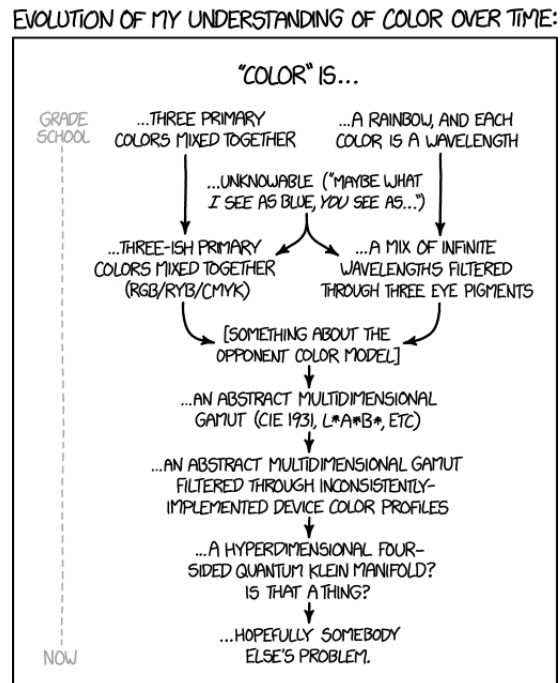 EVOLUTION OF MY UNDERSTANDING OF COLOR OVER TIME:
"COLOR" IS...
GRADE
SCHOOL
...THREE PRIMARY
COLORS MIXED TOGETHER
...A RAINBOW, AND EACH
COLOR IS A WAVELENGTH
...UNKNOWABLE ("MAYBE WHAT
I SEE AS BLUE, YOU SEE AS...")
...THREE-ISH PRIMARY
COLORS MIXED TOGETHER
(RGB/RYB/CMYK)
...A MIX OF INFINITE
WAVELENGTHS FILTERED
THROUGH THREE EYE PIGMENTS
[SOMETHING ABOUT THE
OPPONENT COLOR MODEL]
...AN ABSTRACT MULTIDIMENSIONAL
GAMUT (CIE 1931, L*A*B*, ETC)
...AN ABSTRACT MULTIDIMENSIONAL GAMUT
FILTERED THROUGH INCONSISTENTLY-
IMPLEMENTED DEVICE COLOR PROFILES
...A HYPERDIMENSIONAL FOUR-
SIDED QUANTUM KLEIN MANIFOLD?
IS THAT A THING?
...HOPEFULLY SOMEBODY
ELSE'S PROBLEM.
NOW